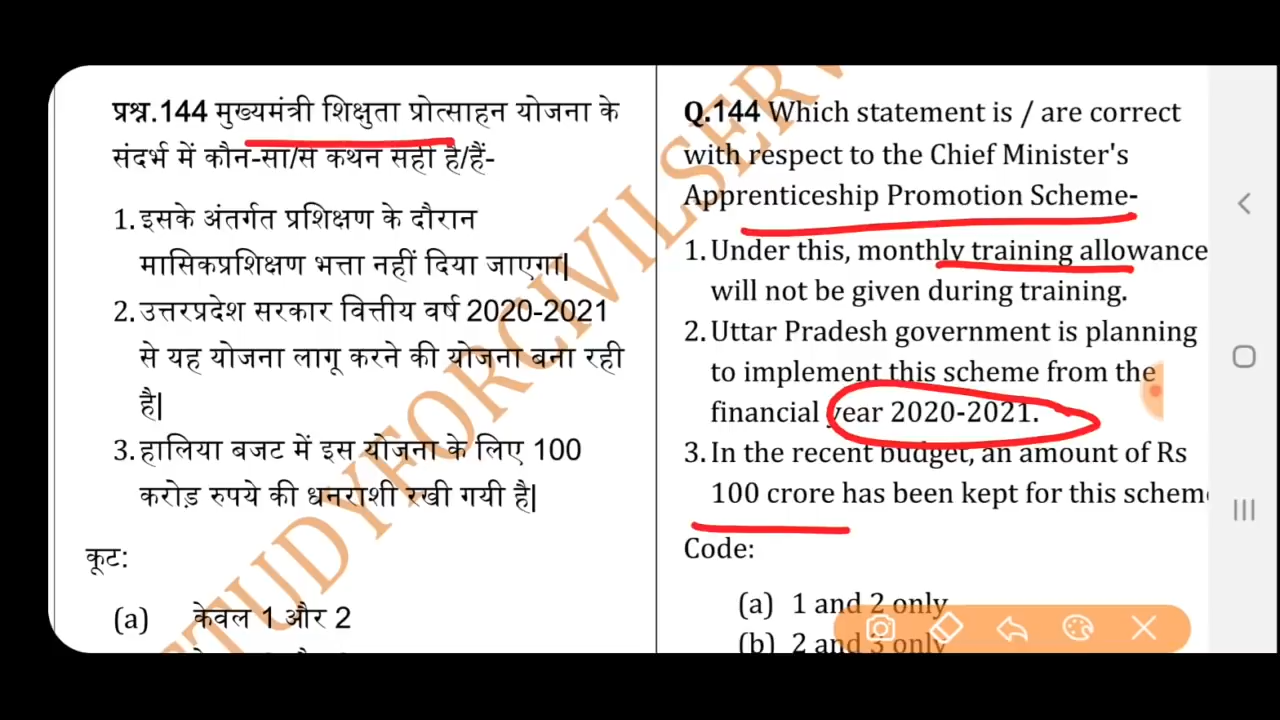 प्रश्न.144 मुख्यमंत्री शिक्षुता प्रोत्साहन योजना के
संदर्भ में कौन-सा/से कथन सही है/हैं-
1. इसके अंतर्गत प्रशिक्षण के दौरान
मासिकप्रशिक्षण भत्ता नहीं दिया जाएगा|
2. उत्तरप्रदेश सरकार वित्तीय वर्ष 2020-2021
से यह योजना लागू करने की योजना बना रही
है|
3. हालिया बजट में इस योजना के लिए 100
करोड़ रुपये की धनराशी रखी गयी है|
कूट:
(a) केवल 1 और 2
Q.144 Which statement is / are correct
with respect to the Chief Minister's
Apprenticeship Promotion Scheme-
1. Under this, monthly training allowance
will not be given during training.
2. Uttar Pradesh government is planning
to implement this scheme from the
financial year 2020-2021.
3. In the recent budget, an amount of Rs
100 crore has been kept for this schem
Code:
(a) 1 and 2 only
(b) 2 and 3 only
STUDYFORCIVILSERV